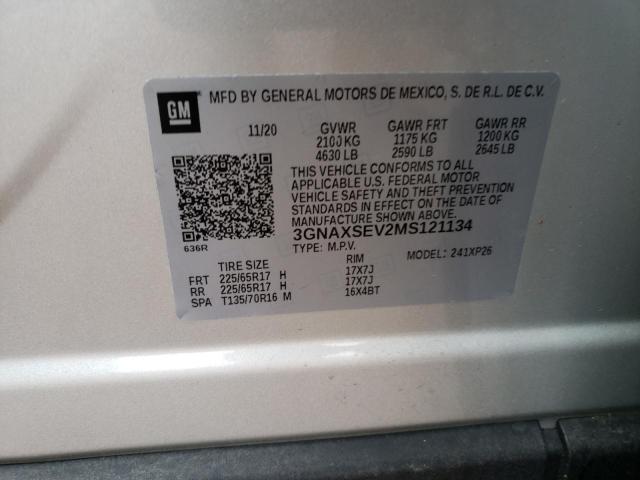 GM
MFD BY GENERAL MOTORS DE MEXICO, S. DE R.L. DE C.V.
11/20 GVWR GAWR FRT GAWR RR
2100 KG 1175 KG 1200 KG
4630 LB 2590 LB 2645 LB
THIS VEHICLE CONFORMS TO ALL
APPLICABLE U.S. FEDERAL MOTOR
VEHICLE SAFETY AND THEFT PREVENTION
STANDARDS IN EFFECT ON THE DATE OF
MANUFACTURE SHOWN ABOVE.
3GNAXSEV2MS121134
636R TYPE: M.P.V. MODEL: 241XP26
TIRE SIZE RIM
FRT 225/65R17 H 17X7J
RR 225/65R17 H 17X7J
SPA T135/70R16 M 16X4BT